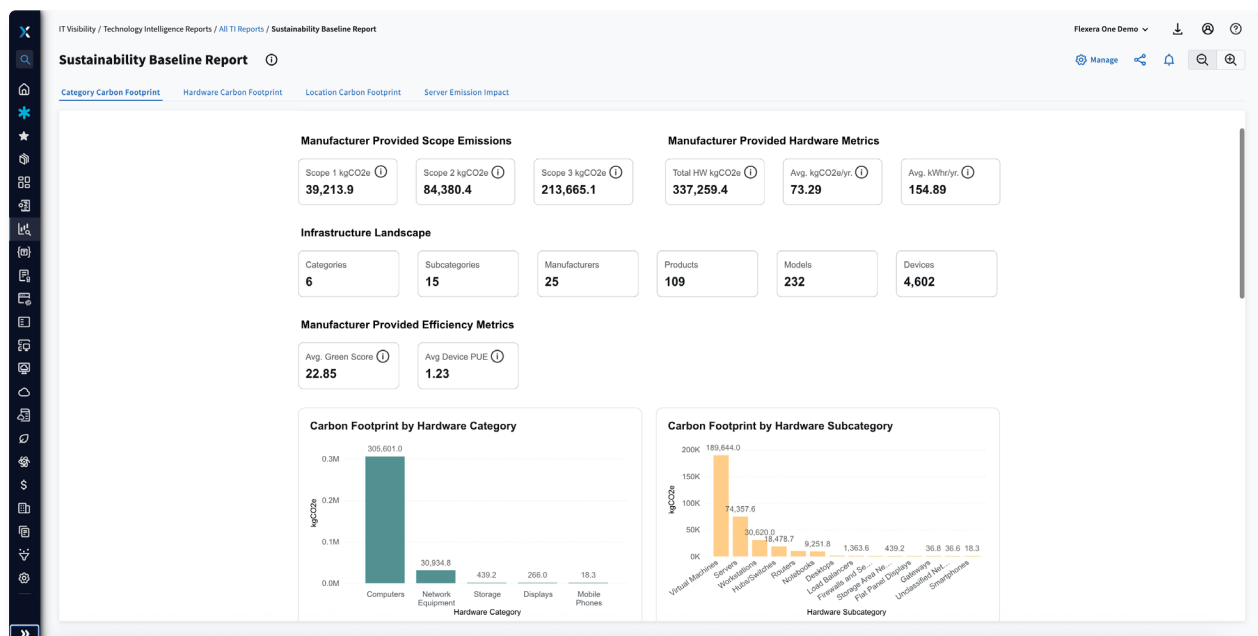 IT Visibility / Technology Intelligence Reports / All TI Reports / Sustainability Baseline Report
Flexera One Demo
Sustainability Baseline Report
Manage
Category Carbon Footprint
Hardware Carbon Footprint
Location Carbon Footprint
Server Emission Impact
Manufacturer Provided Scope Emissions
Scope 1 kgCO2e
39,213.9
Scope 2 kgCO2e
84,380.4
Scope 3 kgCO2e
213,665.1
Manufacturer Provided Hardware Metrics
Total HW kgCO2e
337,259.4
Avg. kgCO2e/yr.
73.29
Avg. kWhr/yr.
154.89
Infrastructure Landscape
Categories
6
Subcategories
15
Manufacturers
25
Products
109
Models
232
Devices
4,602
Manufacturer Provided Efficiency Metrics
Avg. Green Score
22.85
Avg Device PUE
1.23
Carbon Footprint by Hardware Category
kgCO2e
0.3M
0.2M
0.1M
0.0M
305,601.0
30,934.8
439.2
266.0
18.3
Computers
Network
Equipment
Storage
Displays
Mobile
Phones
Hardware Category
Carbon Footprint by Hardware Subcategory
kgCO2e
200K
150K
100K
50K
0K
189,644.0
74,357.6
30,620.0
18,478.7
9,251.8
1,363.6
439.2
36.8
36.6
18.3
Virtual Machines
Servers
Workstations
Hubs/Switches
Routers
Notebooks
Desktops
Load Balancers
Firewalls and Se...
Storage Area Ne...
Flat Panel Displays
Gateways
Unclassified Net...
Smartphones
Hardware Subcategory